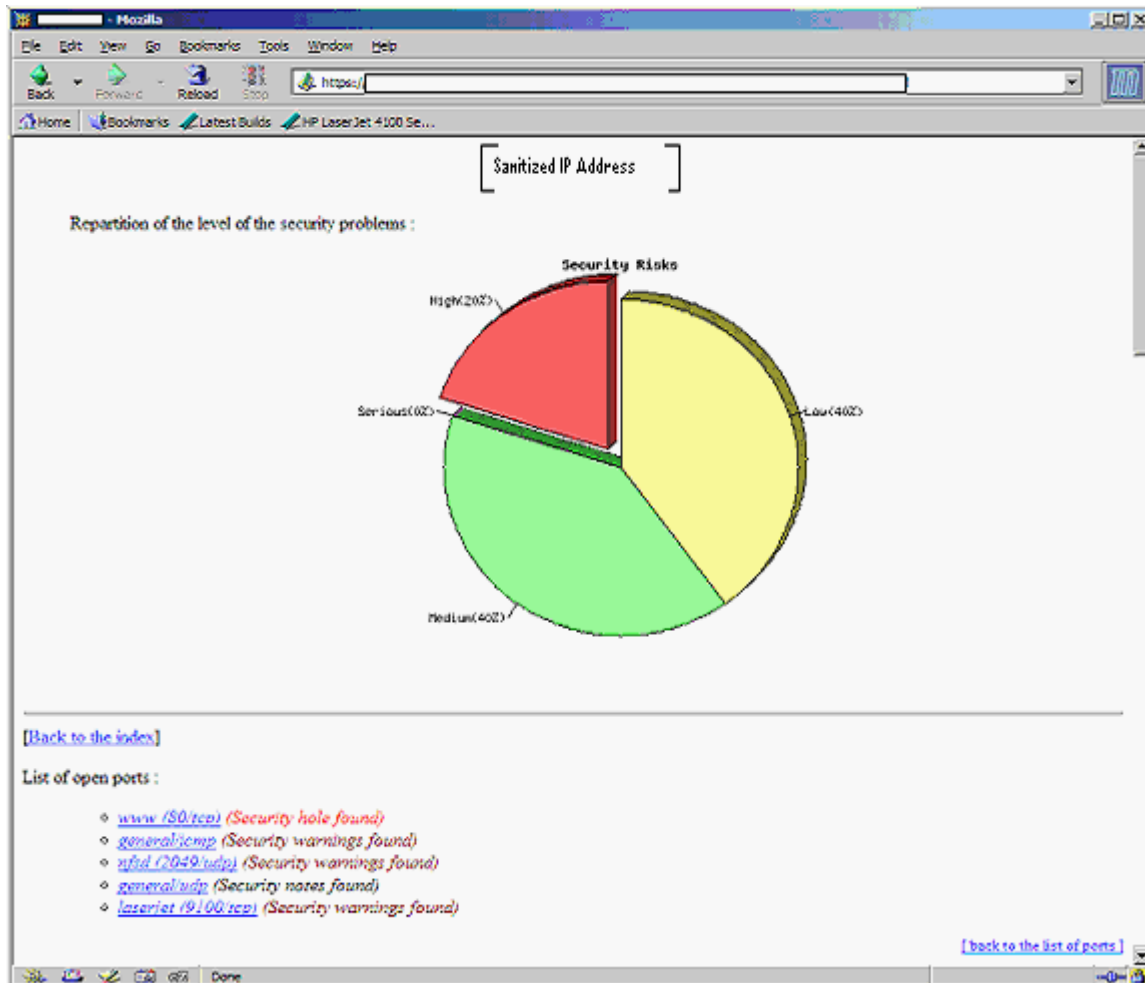 - Mozilla
File Edit View Go Bookmarks Tools Window Help
Back Forward Reload Stop https://
Home Bookmarks Latest Builds HP LaserJet 4100 Se...
Sanitized IP Address
Repartition of the level of the security problems :
Security Risks
High(20%)
Serious(0%)
Low(40%)
Medium(40%)
[Back to the index]
List of open ports :
www (80/tcp) (Security hole found)
general/icmp (Security warnings found)
nfsd (2049/udp) (Security warnings found)
general/udp (Security notes found)
laserjet (9100/tcp) (Security warnings found)
[ back to the list of ports ]
Done